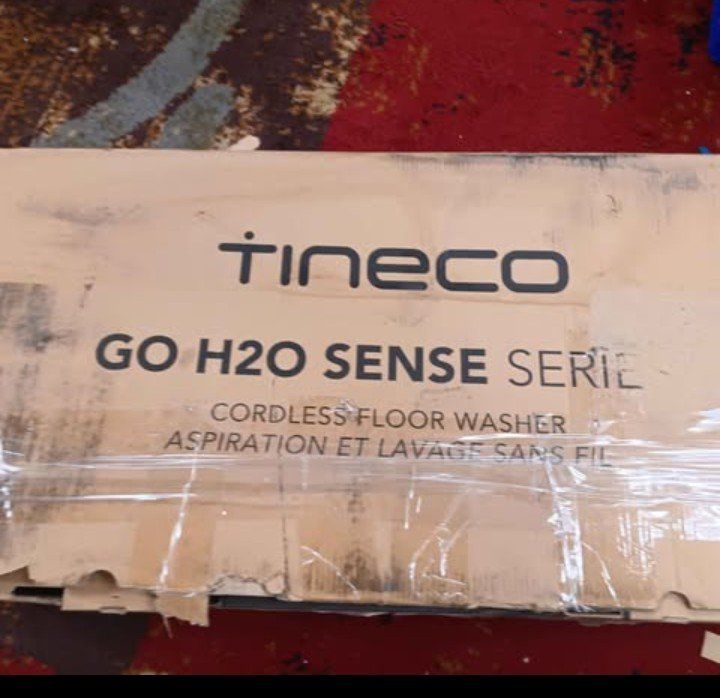 tineco
GO H2O SENSE SERIE
CORDLESS FLOOR WASHER
ASPIRATION ET LAVAGE SANS FIL